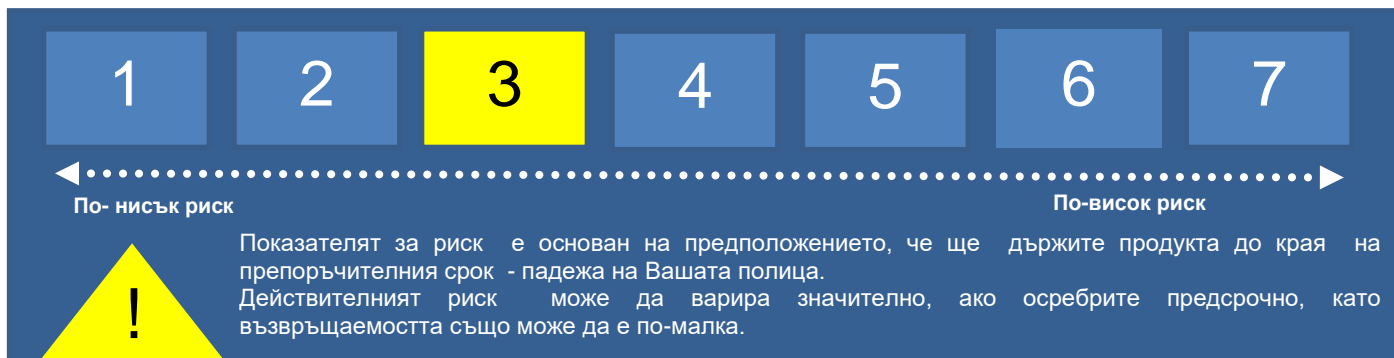 1 2 3 4 5 6 7
По- нисък риск По-висок риск
Показателят за риск е основан на предположението, че ще държите продукта до края на
препоръчителния срок - падежа на Вашата полица.
Действителният риск може да варира значително, ако осребрите предсрочно, като
възвръщаемостта също може да е по-малка.
!